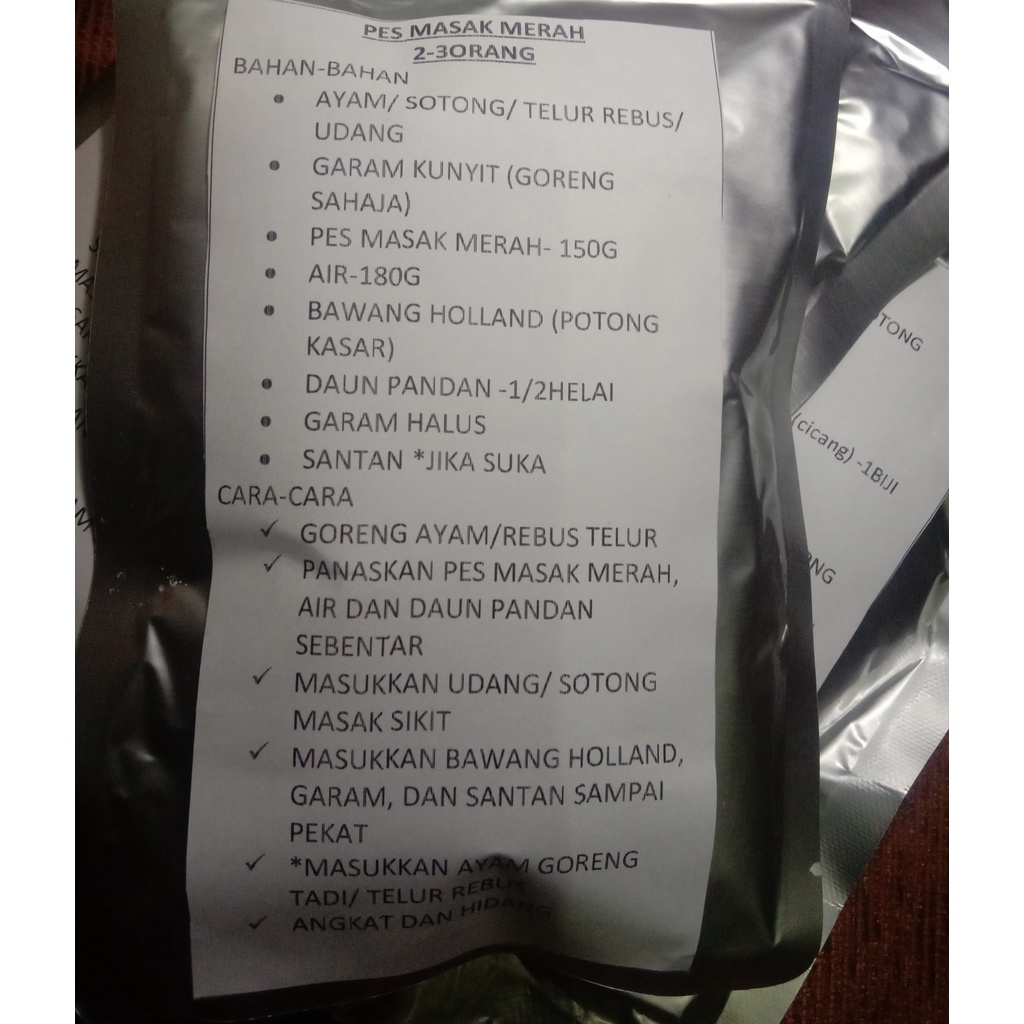 PES MASAK MERAH
2-3ORANG
BAHAN-BAHAN
• AYAM/ SOTONG/ TELUR REBUS/
UDANG
• GARAM KUNYIT (GORENG
SAHAJA)
• PES MASAK MERAH- 150G
• AIR-180G
• BAWANG HOLLAND (POTONG
KASAR)
• DAUN PANDAN -1/2HELAI
• GARAM HALUS
• SANTAN *JIKA SUKA
CARA-CARA
✓ GORENG AYAM/REBUS TELUR
✓ PANASKAN PES MASAK MERAH,
AIR DAN DAUN PANDAN
SEBENTAR
✓ MASUKKAN UDANG/ SOTONG
MASAK SIKIT
✓ MASUKKAN BAWANG HOLLAND,
GARAM, DAN SANTAN SAMPAI
PEKAT
✓ *MASUKKAN AYAM GORENG
TADI/ TELUR REBUS
✓ ANGKAT DAN HIDANG
TONG
(cicang) -1BIJI